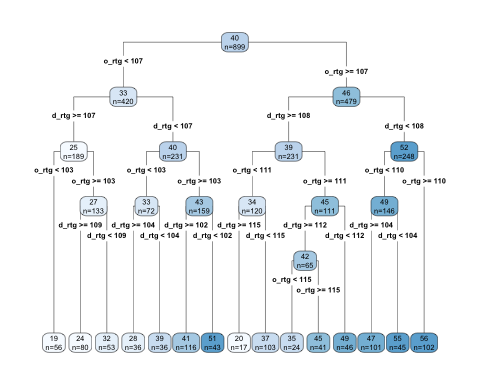 40
n=899
o_rtg < 107
o_rtg >= 107
33
n=420
46
n=479
d_rtg >= 107
d_rtg < 107
d_rtg >= 108
d_rtg < 108
25
n=189
40
n=231
39
n=231
52
n=248
o_rtg < 103
o_rtg >= 103
o_rtg < 103
o_rtg >= 103
o_rtg < 111
o_rtg >= 111
o_rtg < 110
o_rtg >= 110
27
n=133
33
n=72
43
n=159
34
n=120
45
n=111
49
n=146
d_rtg >= 109
d_rtg < 109
d_rtg >= 104
d_rtg < 104
d_rtg >= 102
d_rtg < 102
d_rtg >= 115
d_rtg < 115
d_rtg >= 112
d_rtg < 112
d_rtg >= 104
d_rtg < 104
42
n=65
o_rtg < 115
o_rtg >= 115
19
n=56
24
n=80
32
n=53
28
n=36
39
n=36
41
n=116
51
n=43
20
n=17
37
n=103
35
n=24
45
n=41
49
n=46
47
n=101
55
n=45
56
n=102